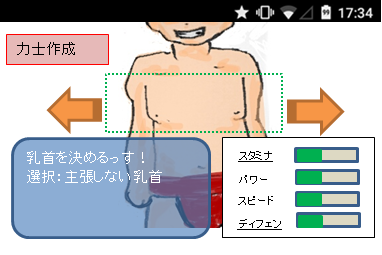 17:34
力士作成
乳首を決めるっす！
選択：主張しない乳首
スタミナ
パワー
スピード
ディフェン